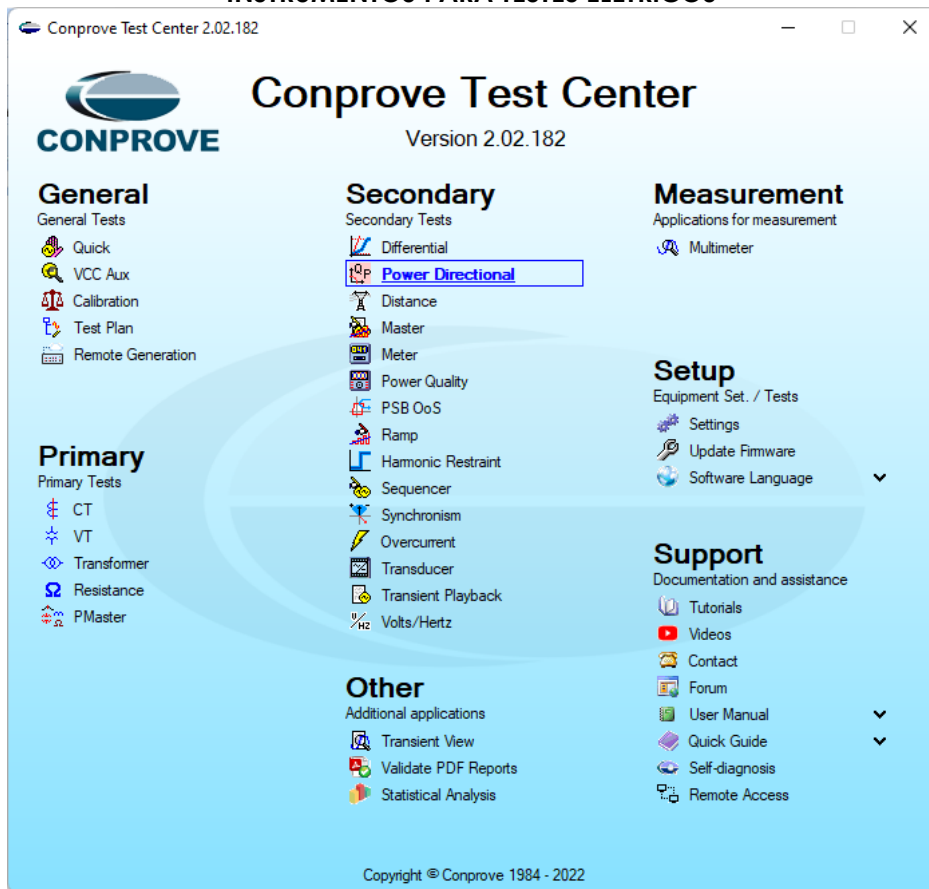 INSTRUMENTOS PARA TESTES ELÉTRICOS
Conprove Test Center 2.02.182
CONPROVE
Conprove Test Center
Version 2.02.182
General
General Tests
Quick
VCC Aux
Calibration
Test Plan
Remote Generation
Primary
Primary Tests
CT
VT
Transformer
Resistance
PMaster
Secondary
Secondary Tests
Differential
Power Directional
Distance
Master
Meter
Power Quality
PSB OoS
Ramp
Harmonic Restraint
Sequencer
Synchronism
Overcurrent
Transducer
Transient Playback
Volts/Hertz
Other
Additional applications
Transient View
Validate PDF Reports
Statistical Analysis
Measurement
Applications for measurement
Multimeter
Setup
Equipment Set. / Tests
Settings
Update Firmware
Software Language
Support
Documentation and assistance
Tutorials
Videos
Contact
Forum
User Manual
Quick Guide
Self-diagnosis
Remote Access
Copyright © Conprove 1984 - 2022